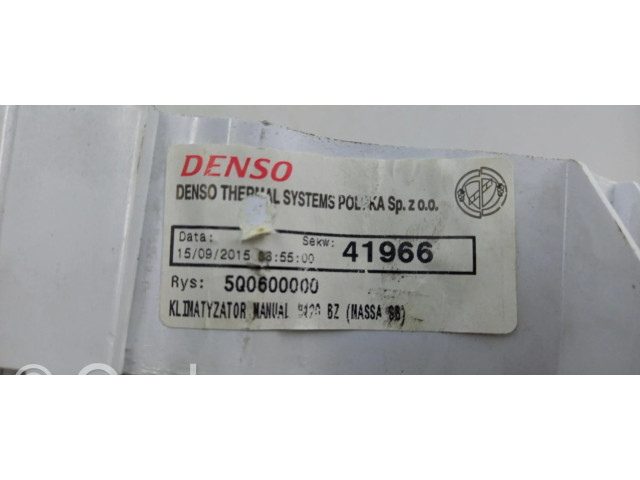 DENSO
DENSO THERMAL SYSTEMS POLSKA Sp. z o.o.
Data: Sekw: 41966
15/09/2015 :55:00
Rys: 5Q0600000
KLIMATYZATOR MANUAL BZ (MASSA